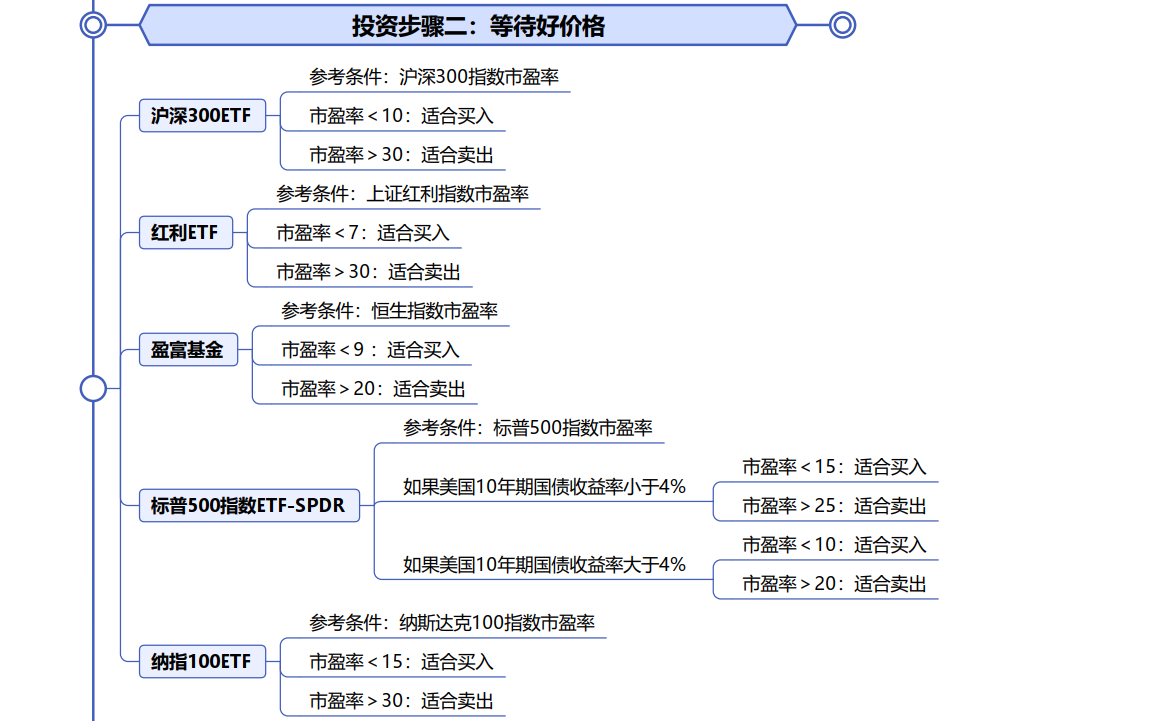 投资步骤二：等待好价格
沪深300ETF
参考条件：沪深300指数市盈率
市盈率＜10：适合买入
市盈率＞30：适合卖出
红利ETF
参考条件：上证红利指数市盈率
市盈率＜7：适合买入
市盈率＞30：适合卖出
盈富基金
参考条件：恒生指数市盈率
市盈率＜9 ：适合买入
市盈率＞20：适合卖出
标普500指数ETF-SPDR
参考条件：标普500指数市盈率
如果美国10年期国债收益率小于4%
市盈率＜15：适合买入
市盈率＞25：适合卖出
如果美国10年期国债收益率大于4%
市盈率＜10：适合买入
市盈率＞20：适合卖出
纳指100ETF
参考条件：纳斯达克100指数市盈率
市盈率＜15：适合买入
市盈率＞30：适合卖出